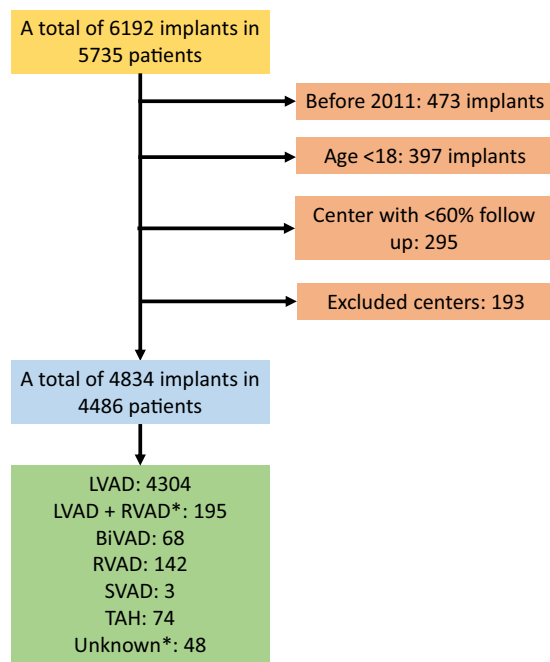 A total of 6192 implants in
5735 patients
Before 2011: 473 implants
Age <18: 397 implants
Center with <60% follow
up: 295
Excluded centers: 193
A total of 4834 implants in
4486 patients
LVAD: 4304
LVAD + RVAD*: 195
BiVAD: 68
RVAD: 142
SVAD: 3
TAH: 74
Unknown*: 48